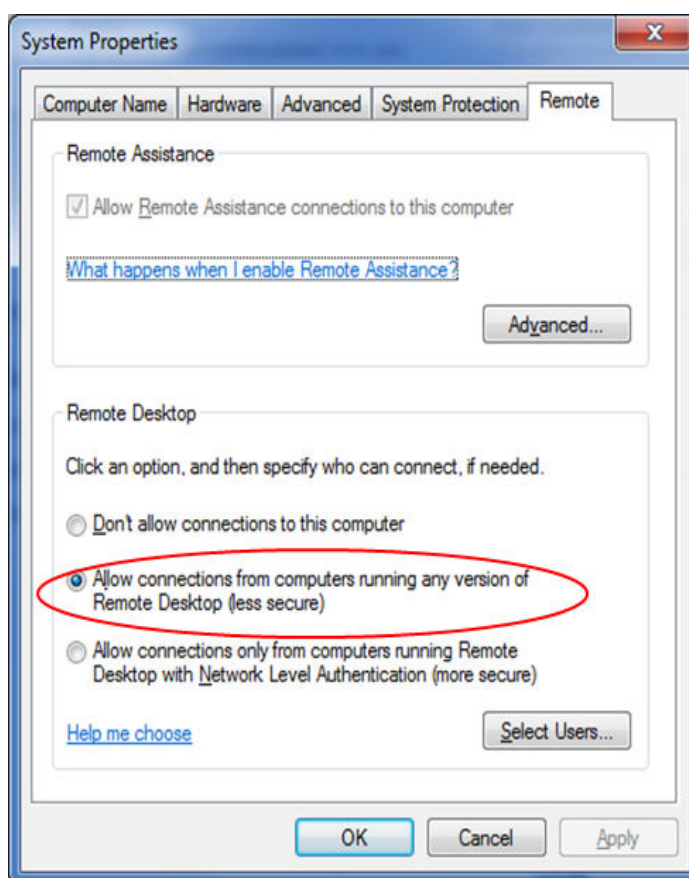 System Properties
Computer Name
Hardware
Advanced
System Protection
Remote
Remote Assistance
Allow Remote Assistance connections to this computer
What happens when I enable Remote Assistance?
Advanced...
Remote Desktop
Click an option, and then specify who can connect, if needed.
Don't allow connections to this computer
Allow connections from computers running any version of
Remote Desktop (less secure)
Allow connections only from computers running Remote
Desktop with Network Level Authentication (more secure)
Help me choose
Select Users...
OK
Cancel
Apply